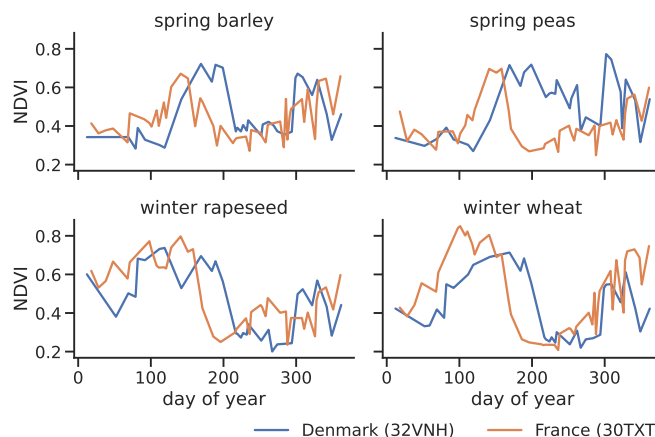 spring barley spring peas
0.8
0.6
0.4
0.2
NDVI
winter rapeseed winter wheat
0.8
0.6
0.4
0.2
NDVI
0 100 200 300 0 100 200 300
day of year day of year
Denmark (32VNH) France (30TXT